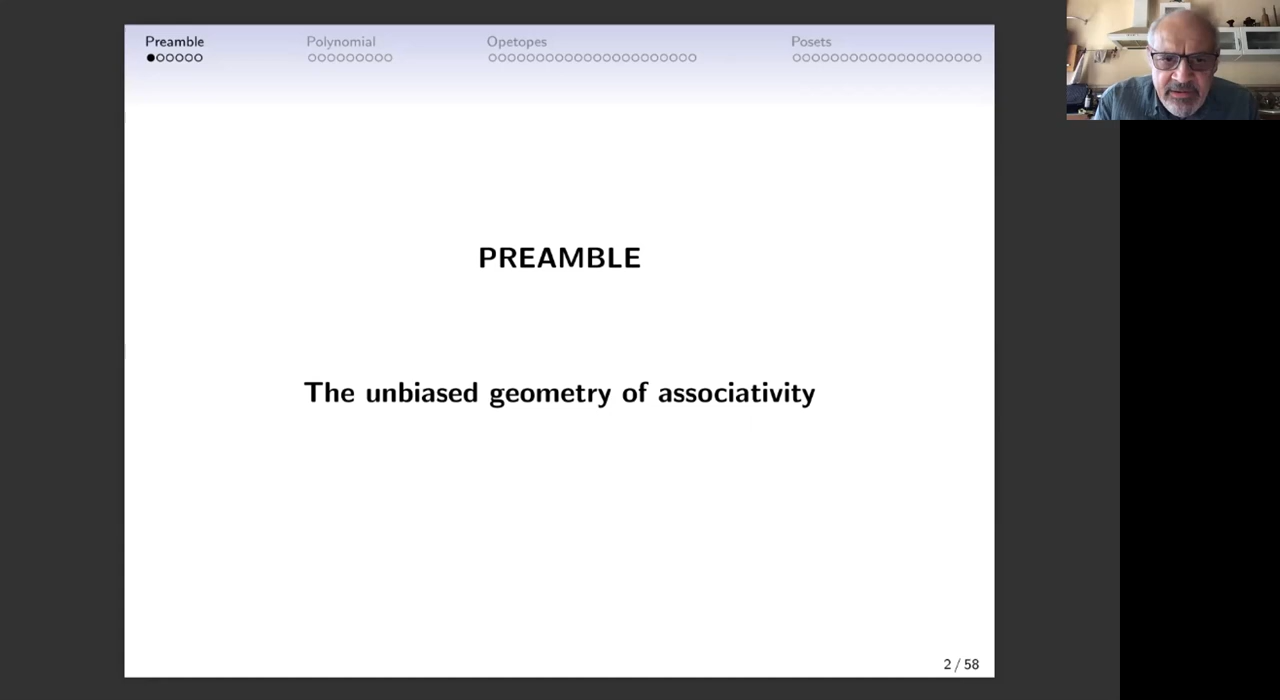 Preamble Polynomial Opetopes Posets
PREAMBLE
The unbiased geometry of associativity
2 / 58